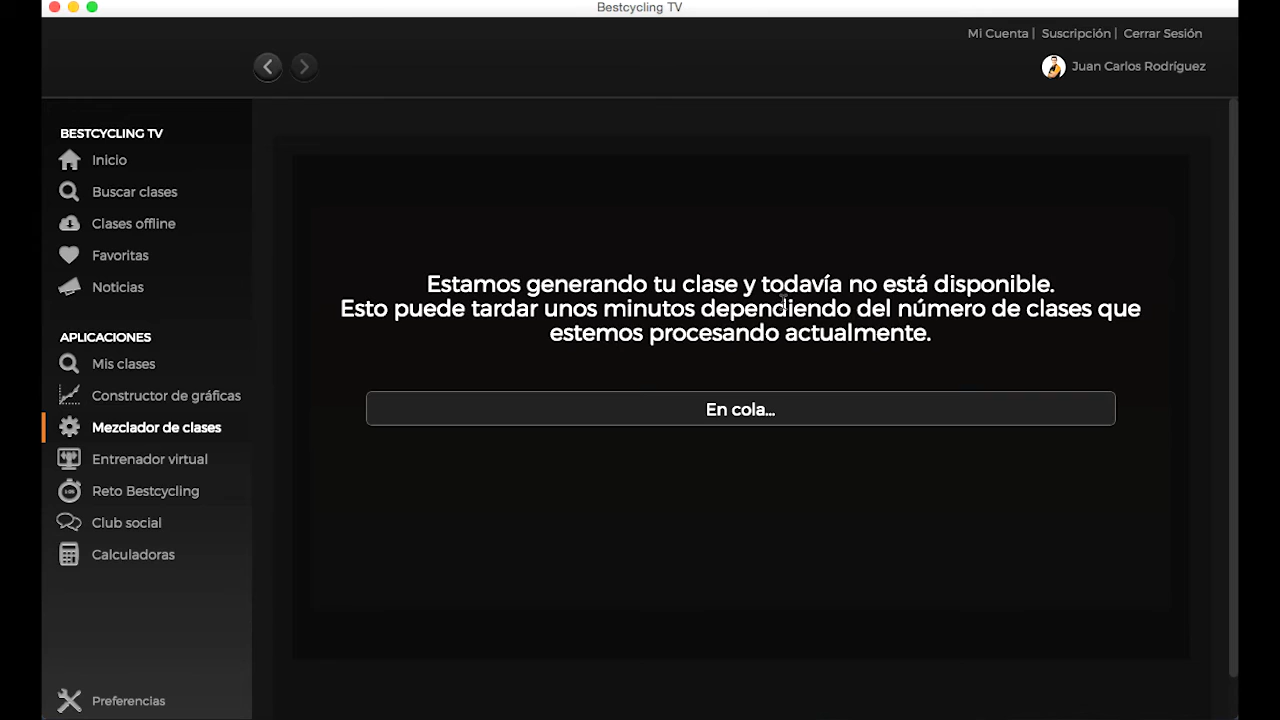 Bestcycling TV
Mi Cuenta | Suscripción | Cerrar Sesión
Juan Carlos Rodríguez
BESTCYCLING TV
Inicio
Buscar clases
Clases offline
Favoritas
Noticias
APLICACIONES
Mis clases
Constructor de gráficas
Mezclador de clases
Entrenador virtual
Reto Bestcycling
Club social
Calculadoras
Preferencias
Estamos generando tu clase y todavía no está disponible.
Esto puede tardar unos minutos dependiendo del número de clases que
estemos procesando actualmente.
En cola...